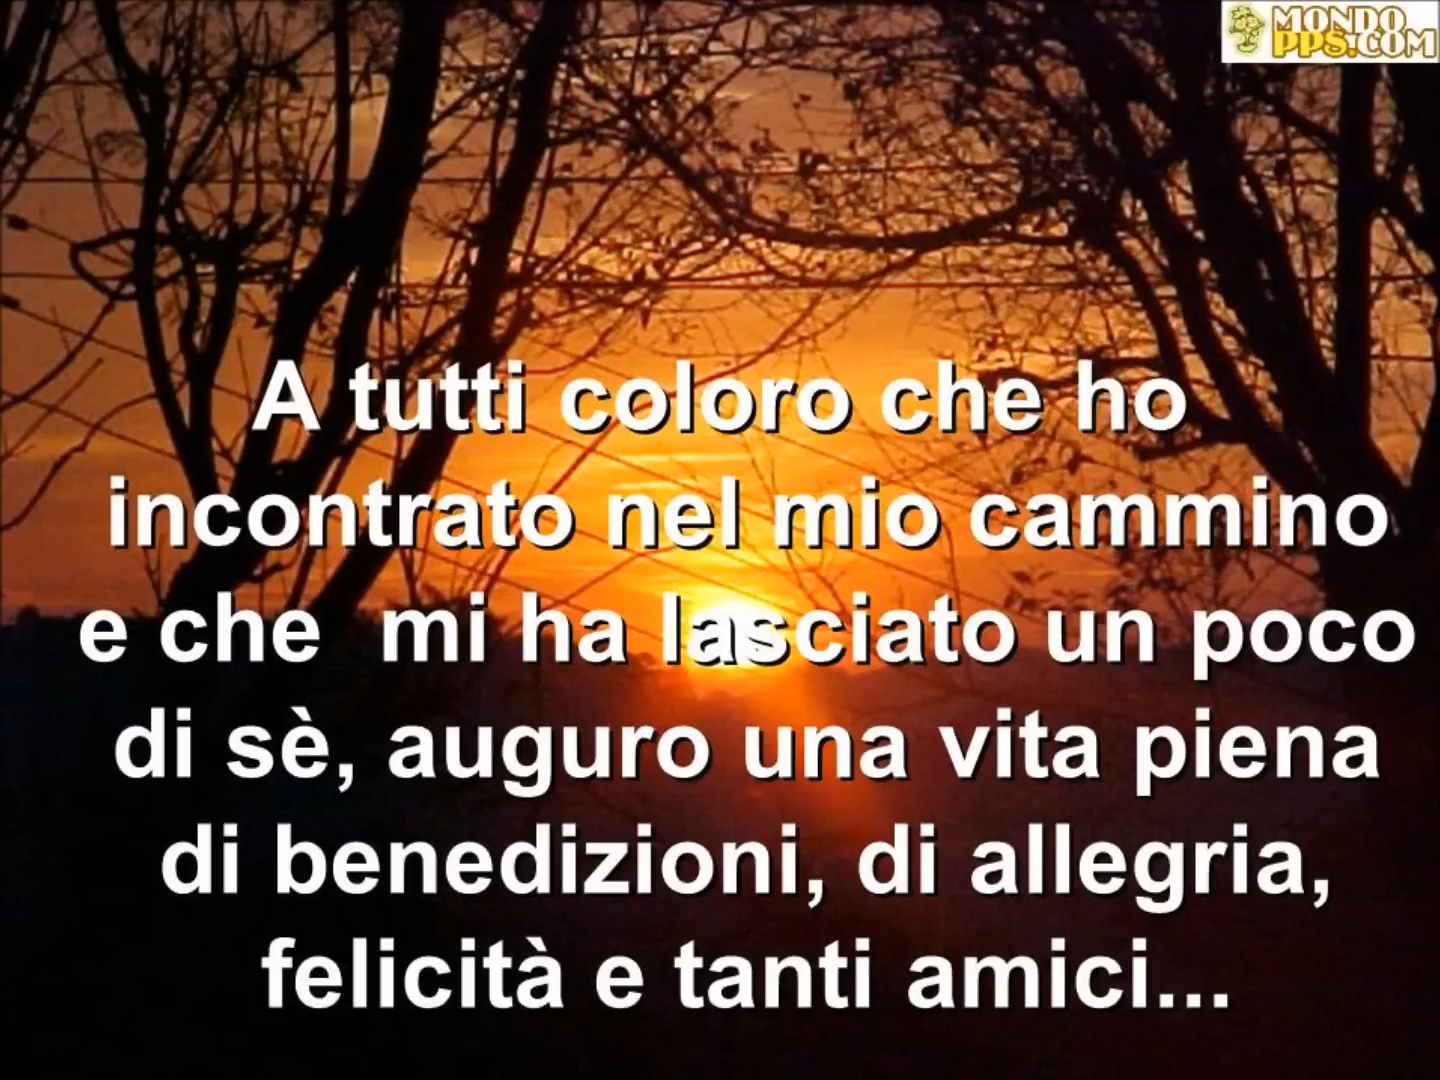 MONDO
PPS.COM
A tutti coloro che ho
incontrato nel mio cammino
e che  mi ha lasciato un poco
di sè, auguro una vita piena
di benedizioni, di allegria,
felicità e tanti amici...